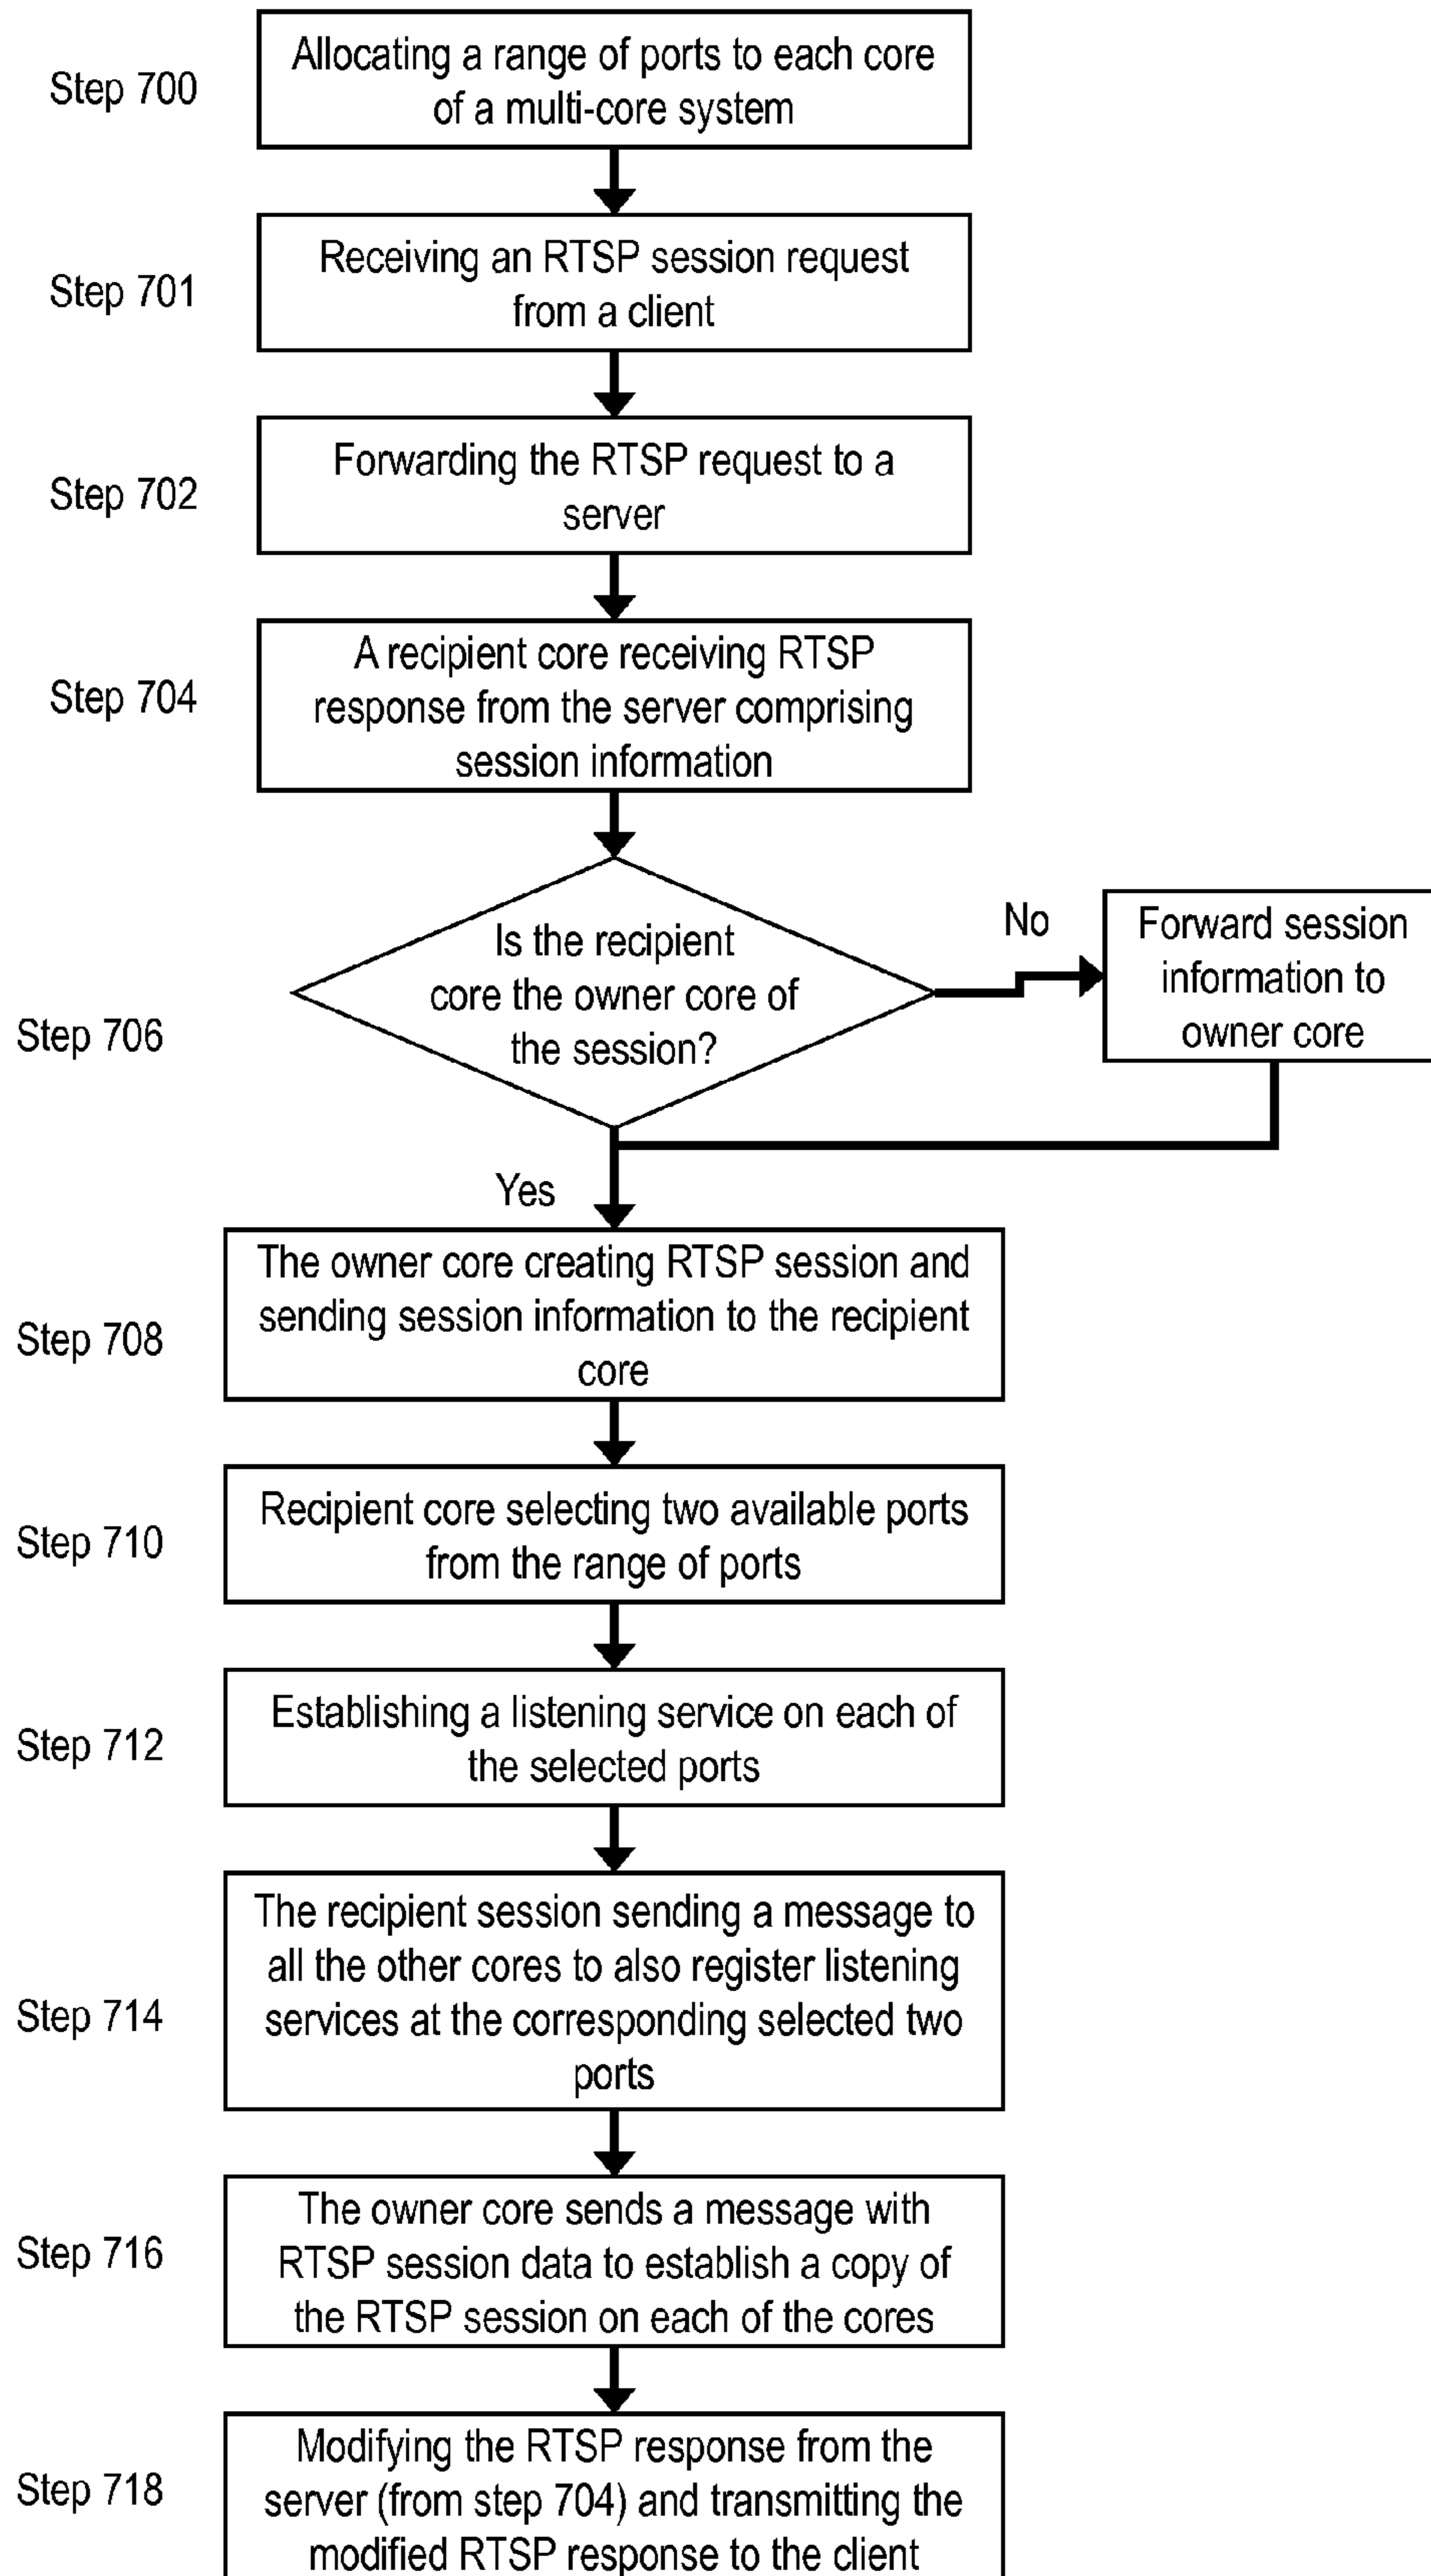 Step 700
Allocating a range of ports to each core
of a multi-core system
Step 701
Receiving an RTSP session request
from a client
Step 702
Forwarding the RTSP request to a
server
Step 704
A recipient core receiving RTSP
response from the server comprising
session information
Step 706
Is the recipient
core the owner core of
the session?
No
Forward session
information to
owner core
Yes
Step 708
The owner core creating RTSP session and
sending session information to the recipient
core
Step 710
Recipient core selecting two available ports
from the range of ports
Step 712
Establishing a listening service on each of
the selected ports
Step 714
The recipient session sending a message to
all the other cores to also register listening
services at the corresponding selected two
ports
Step 716
The owner core sends a message with
RTSP session data to establish a copy of
the RTSP session on each of the cores
Step 718
Modifying the RTSP response from the
server (from step 704) and transmitting the
modified RTSP response to the client